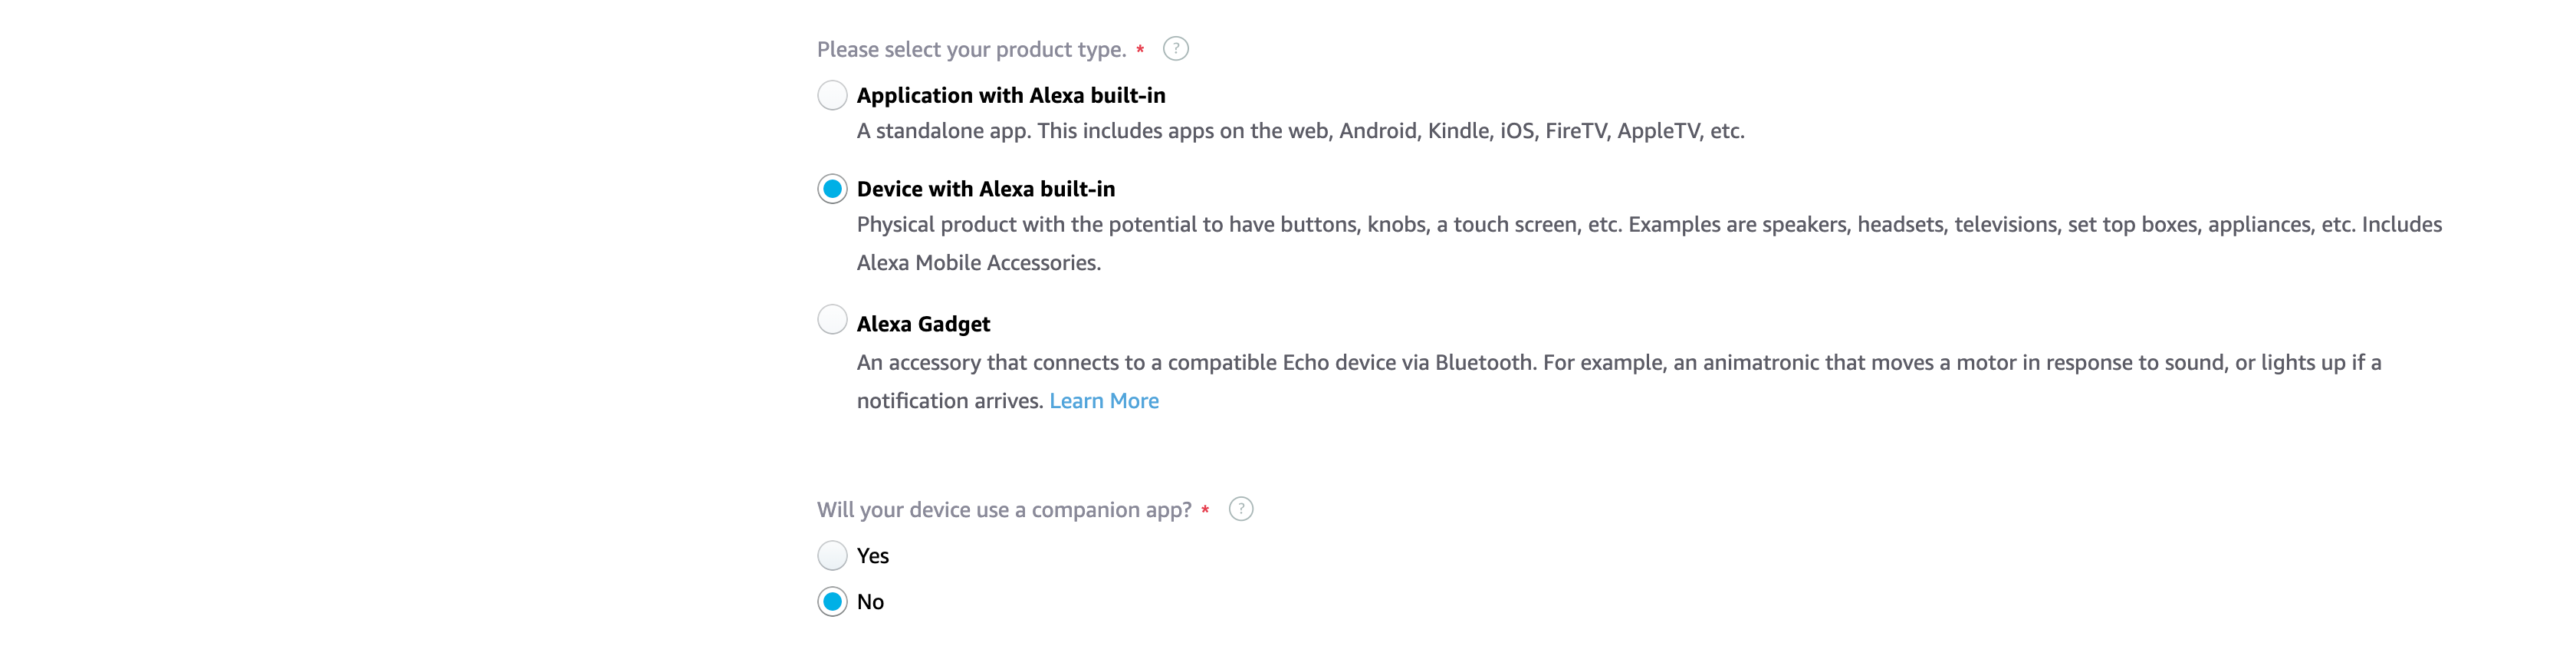 Please select your product type. * ?
Application with Alexa built-in
A standalone app. This includes apps on the web, Android, Kindle, iOS, FireTV, AppleTV, etc.
Device with Alexa built-in
Physical product with the potential to have buttons, knobs, a touch screen, etc. Examples are speakers, headsets, televisions, set top boxes, appliances, etc. Includes
Alexa Mobile Accessories.
Alexa Gadget
An accessory that connects to a compatible Echo device via Bluetooth. For example, an animatronic that moves a motor in response to sound, or lights up if a
notification arrives. Learn More
Will your device use a companion app? * ?
Yes
No